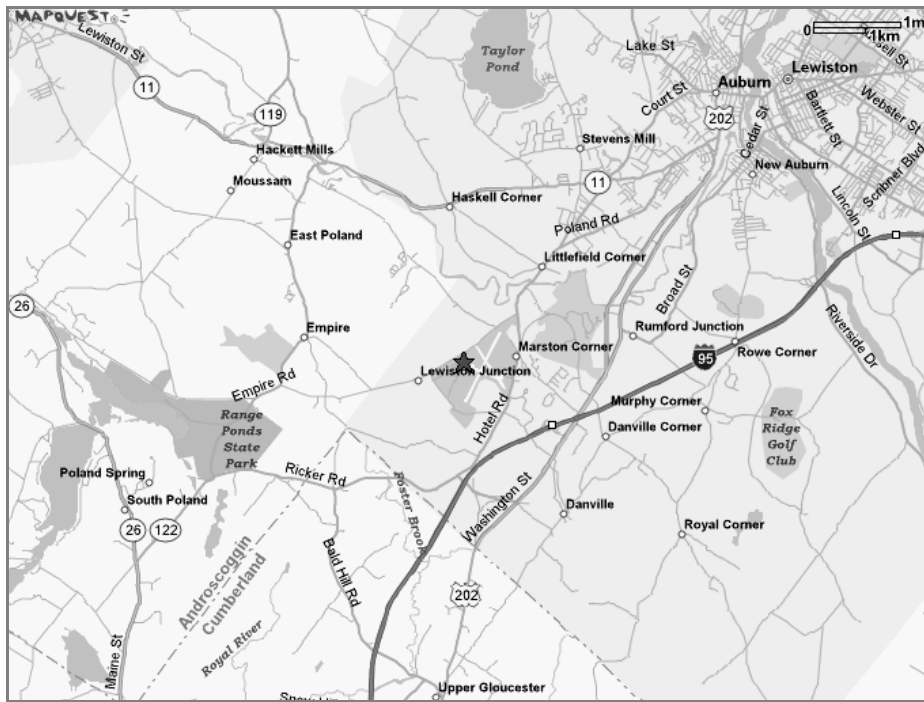 MAPQUEST
Lewiston St
11
119
Hackett Mills
Moussam
Taylor
Pond
Lake St
Court St
Auburn
Lewiston
0
1m
1km
202
Cedar St
Bartlett St
Webster St
Scribner Blvd
Lincoln St
Stevens Mill
New Auburn
11
Haskell Corner
Poland Rd
East Poland
Littlefield Corner
Broad St
26
Empire
Rumford Junction
Riverside Dr
95
Rowe Corner
Marston Corner
Lewiston Junction
Empire Rd
Hotel Rd
Murphy Corner
Danville Corner
Range
Ponds
State
Park
Fox
Ridge
Golf
Club
Poland Spring
South Poland
Ricker Rd
Foster Brook
Washington St
Danville
Royal Corner
26
122
Androscoggin
Cumberland
Bald Hill Rd
202
Royal River
Maine St
Upper Gloucester